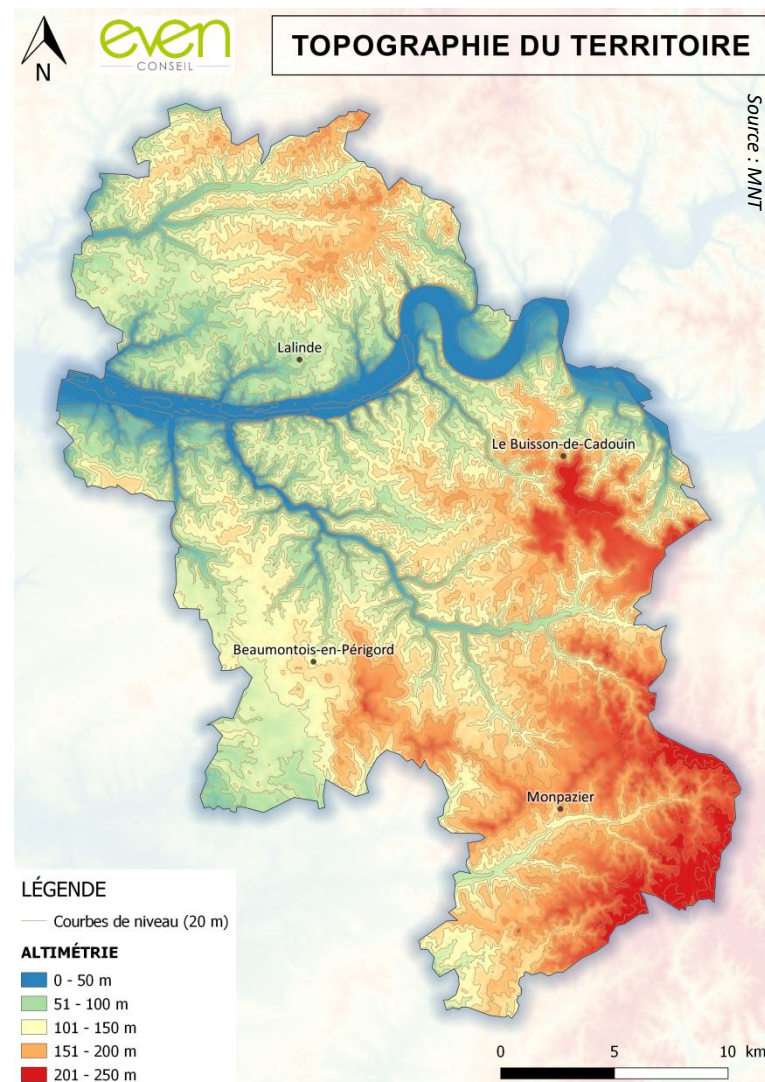 N
even
CONSEIL
TOPOGRAPHIE DU TERRITOIRE
Source : MNT
Lalinde
Le Buisson-de-Cadouin
Beaumontois-en-Périgord
Monpazier
LÉGENDE
Courbes de niveau (20 m)
ALTIMÉTRIE
0 - 50 m
51 - 100 m
101 - 150 m
151 - 200 m
201 - 250 m
0 5 10 km